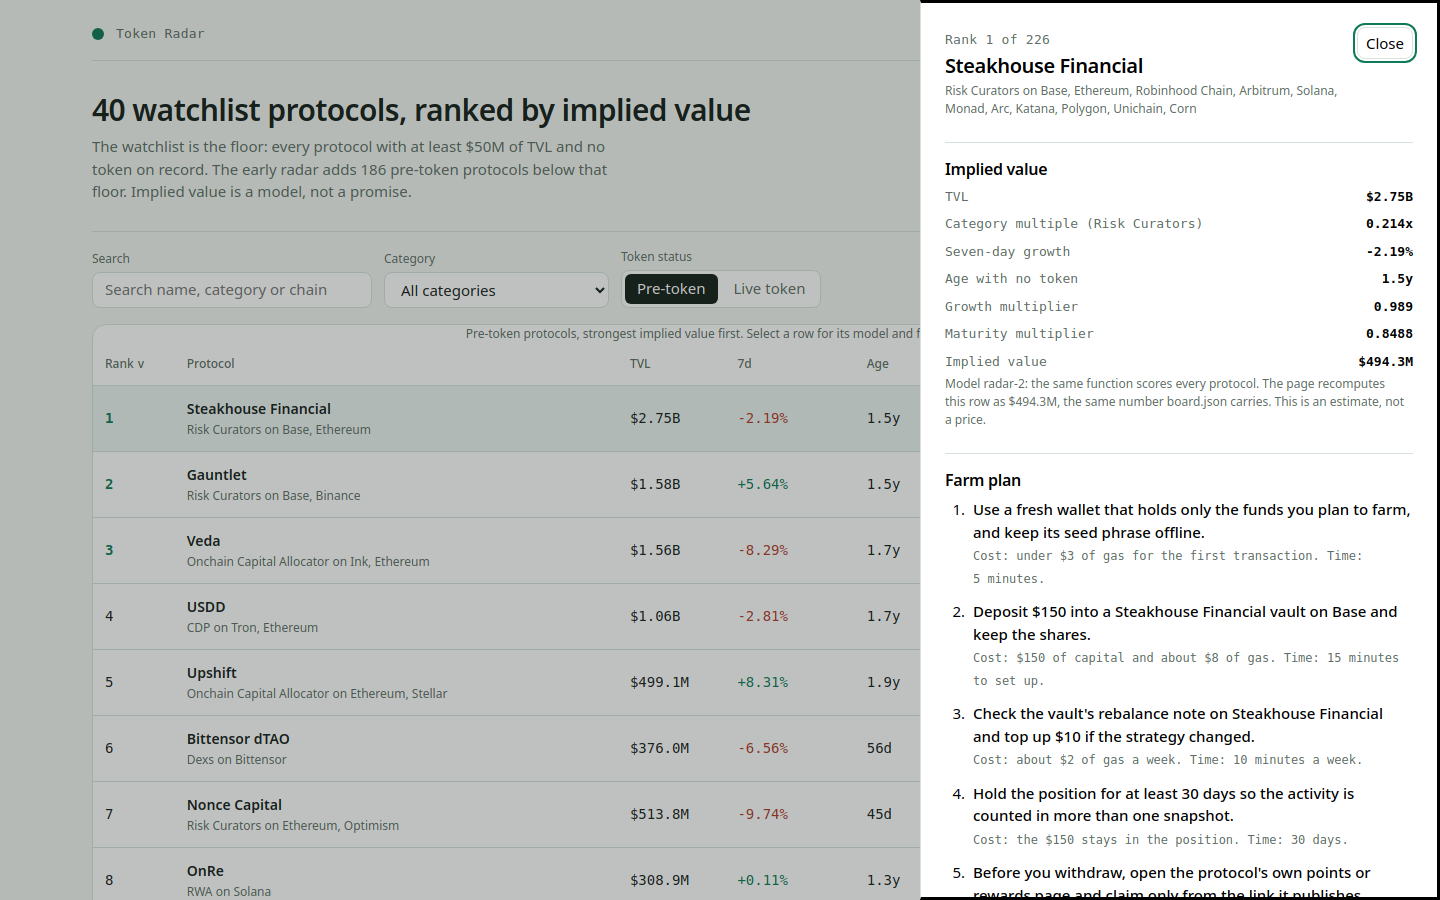 Token Radar
40 watchlist protocols, ranked by implied value
The watchlist is the floor: every protocol with at least $50M of TVL and no
token on record. The early radar adds 186 pre-token protocols below that
floor. Implied value is a model, not a promise.
Search
Category
Token status
Search name, category or chain
All categories
Pre-token
Live token
Pre-token protocols, strongest implied value first. Select a row for its model and f
Rank v
Protocol
TVL
7d
Age
1
Steakhouse Financial
Risk Curators on Base, Ethereum
$2.75B
-2.19%
1.5y
2
Gauntlet
Risk Curators on Base, Binance
$1.58B
+5.64%
1.5y
3
Veda
Onchain Capital Allocator on Ink, Ethereum
$1.56B
-8.29%
1.7y
4
USDD
CDP on Tron, Ethereum
$1.06B
-2.81%
1.7y
5
Upshift
Onchain Capital Allocator on Ethereum, Stellar
$499.1M
+8.31%
1.9y
6
Bittensor dTAO
Dexs on Bittensor
$376.0M
-6.56%
56d
7
Nonce Capital
Risk Curators on Ethereum, Optimism
$513.8M
-9.74%
45d
8
OnRe
RWA on Solana
$308.9M
+0.11%
1.3y
Rank 1 of 226
Close
Steakhouse Financial
Risk Curators on Base, Ethereum, Robinhood Chain, Arbitrum, Solana,
Monad, Arc, Katana, Polygon, Unichain, Corn
Implied value
TVL $2.75B
Category multiple (Risk Curators) 0.214x
Seven-day growth -2.19%
Age with no token 1.5y
Growth multiplier 0.989
Maturity multiplier 0.8488
Implied value $494.3M
Model radar-2: the same function scores every protocol. The page recomputes
this row as $494.3M, the same number board.json carries. This is an estimate, not
a price.
Farm plan
1. Use a fresh wallet that holds only the funds you plan to farm,
and keep its seed phrase offline.
Cost: under $3 of gas for the first transaction. Time:
5 minutes.
2. Deposit $150 into a Steakhouse Financial vault on Base and
keep the shares.
Cost: $150 of capital and about $8 of gas. Time: 15 minutes
to set up.
3. Check the vault's rebalance note on Steakhouse Financial
and top up $10 if the strategy changed.
Cost: about $2 of gas a week. Time: 10 minutes a week.
4. Hold the position for at least 30 days so the activity is
counted in more than one snapshot.
Cost: the $150 stays in the position. Time: 30 days.
5. Before you withdraw, open the protocol's own points or
rewards page and claim only from the link it publishes.